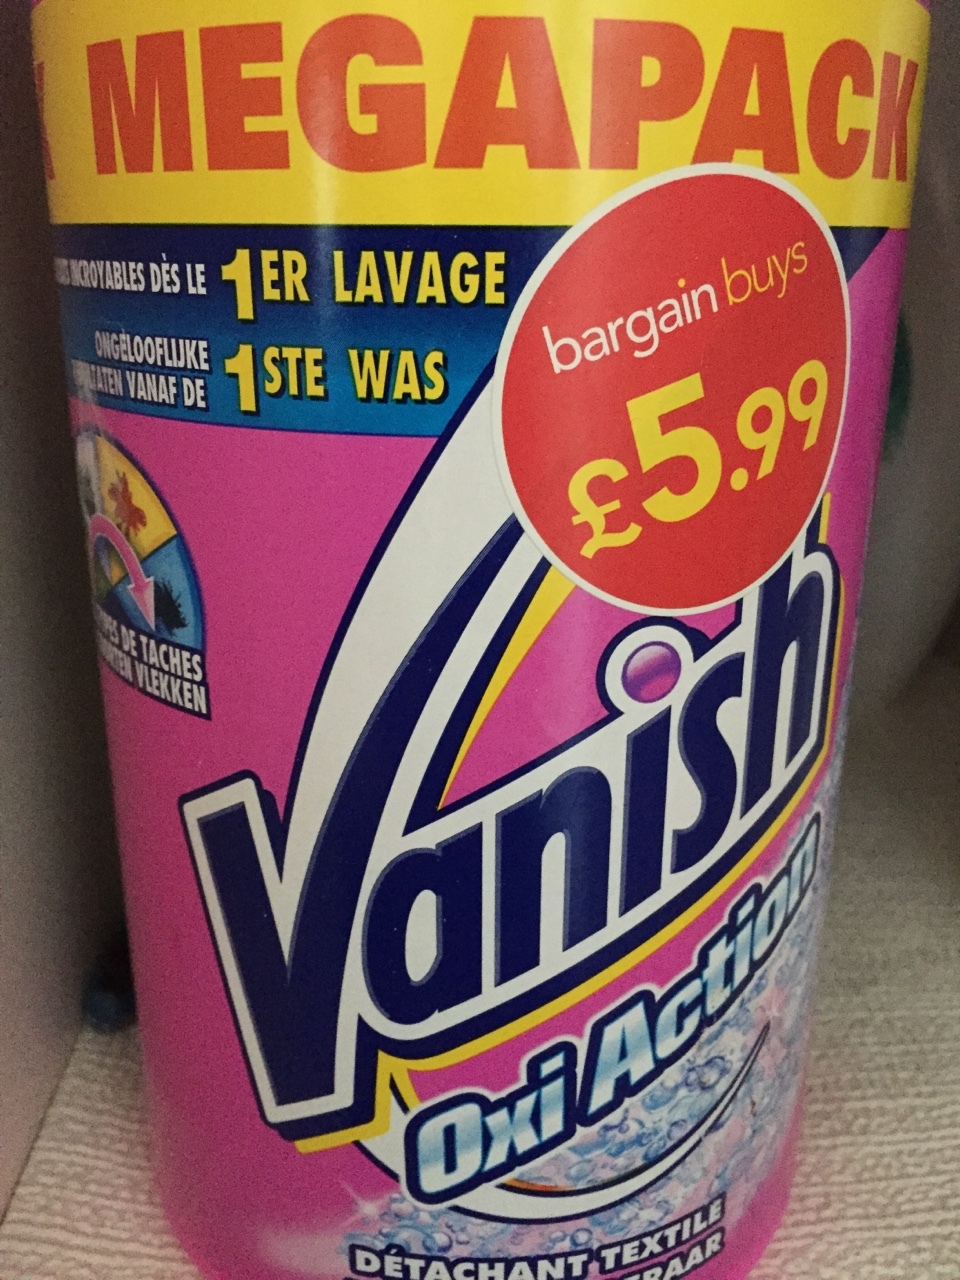 MEGAPACK
INCROYABLES DÈS LE 1ER LAVAGE
ONGELOOFLIJKE
VANAF DE 1STE WAS
bargain buys
£5.99
DE TACHES
VLEKKEN
Vanish
Oxi Action
DÉTACHANT TEXTILE